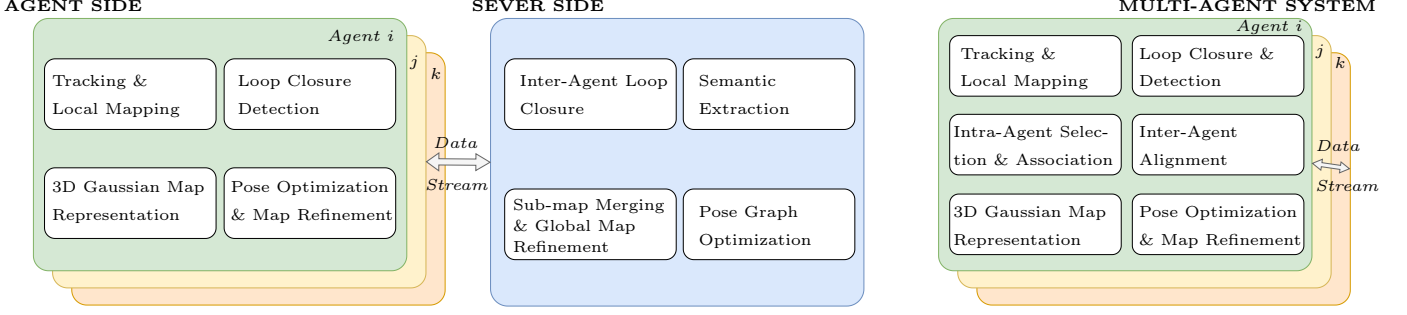 AGENT SIDE
Agent i
j
k
Tracking &
Local Mapping
Loop Closure
Detection
3D Gaussian Map
Representation
Pose Optimization
& Map Refinement
Data
Stream
SEVER SIDE
Inter-Agent Loop
Closure
Semantic
Extraction
Sub-map Merging
& Global Map
Refinement
Pose Graph
Optimization
MULTI-AGENT SYSTEM
Agent i
j
k
Tracking &
Local Mapping
Loop Closure &
Detection
Intra-Agent Selec-
tion & Association
Inter-Agent
Alignment
3D Gaussian Map
Representation
Pose Optimization
& Map Refinement
Data
Stream